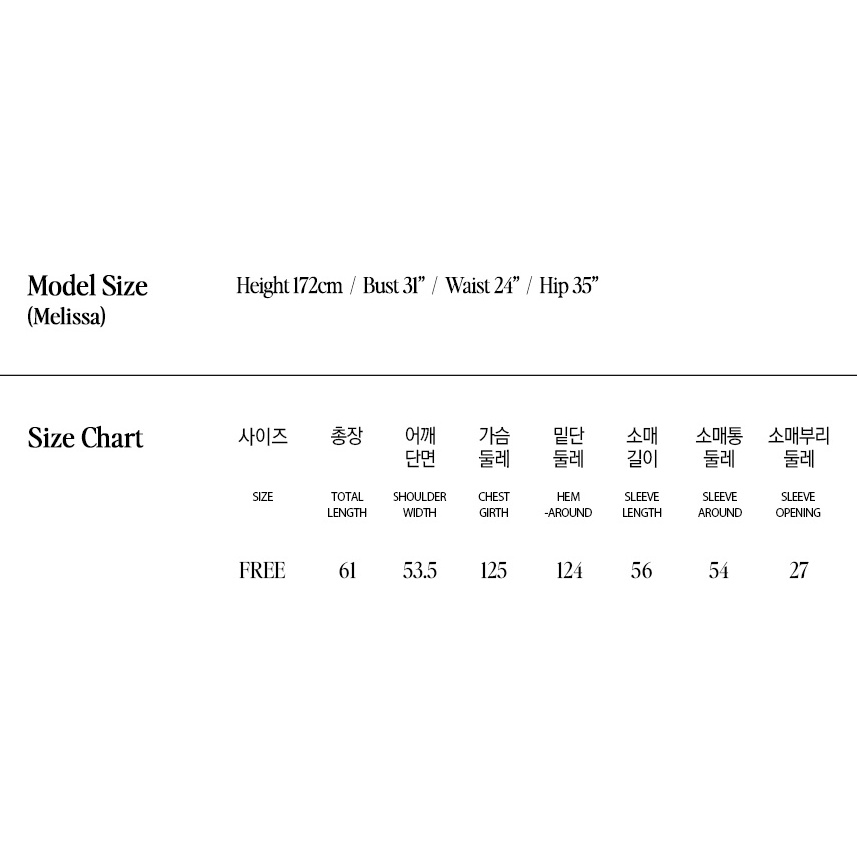 Model Size
(Melissa)
Height 172cm / Bust 31” / Waist 24” / Hip 35”
Size Chart
사이즈 총장 어깨 가슴 밑단 소매 소매통 소매부리
단면 둘레 둘레 길이 둘레 둘레
SIZE TOTAL SHOULDER CHEST HEM SLEEVE SLEEVE SLEEVE
LENGTH WIDTH GIRTH -AROUND LENGTH AROUND OPENING
FREE 61 53.5 125 124 56 54 27